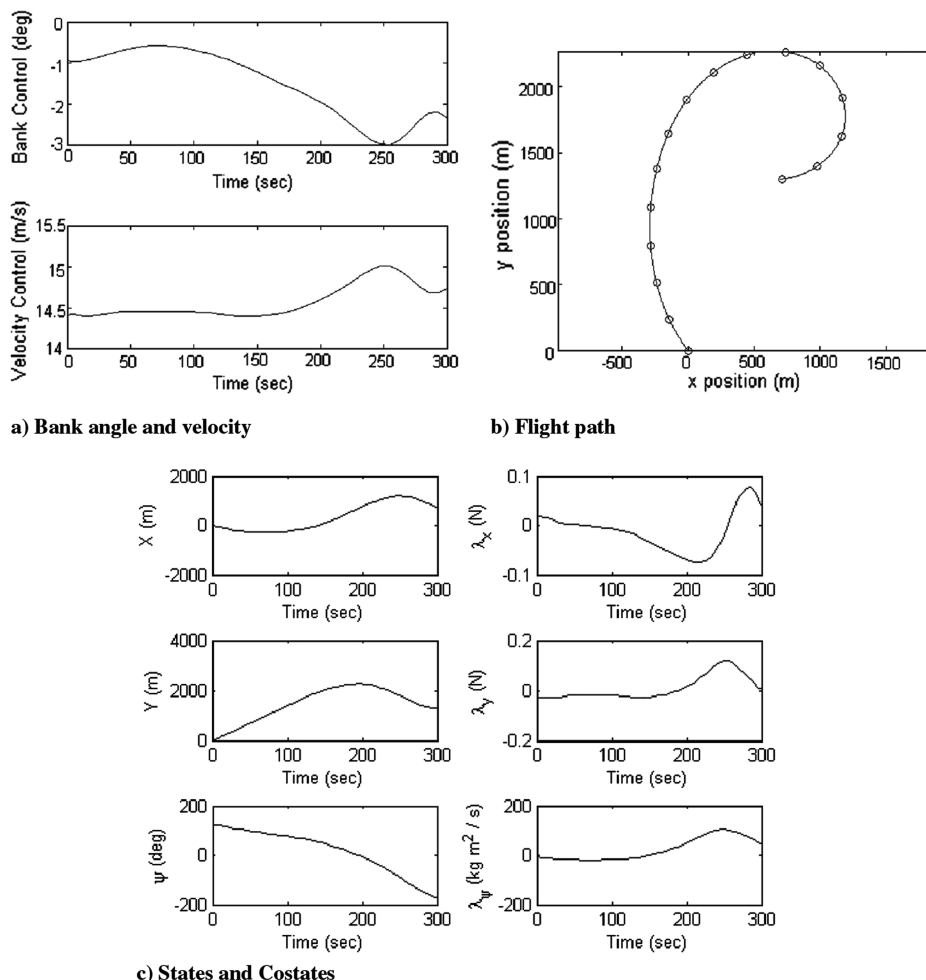 Bank Control (deg)
0
-1
-2
-3
0 50 100 150 200 250 300
Time (sec)
Velocity Control (m/s)
15.5
15
14.5
14
0 50 100 150 200 250 300
Time (sec)
a) Bank angle and velocity
y position (m)
2000
1500
1000
500
0
-500 0 500 1000 1500
x position (m)
b) Flight path
X (m)
2000
0
-2000
0 100 200 300
Time (sec)
λx (N)
0.1
0
-0.1
0 100 200 300
Time (sec)
Y (m)
4000
2000
0
0 100 200 300
Time (sec)
λy (N)
0.2
0
-0.2
0 100 200 300
Time (sec)
ψ (deg)
200
0
-200
0 100 200 300
Time (sec)
λψ (kg m² / s)
200
0
-200
0 100 200 300
Time (sec)
c) States and Costates